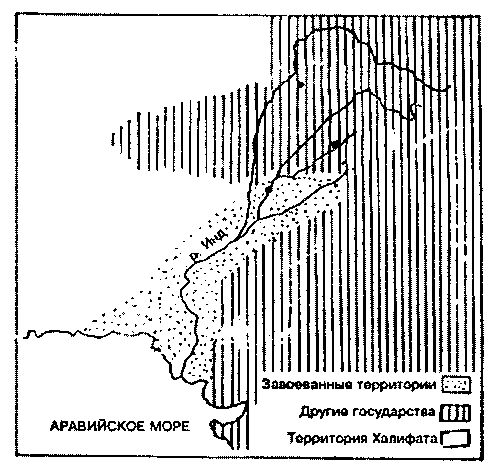 р. Инд
Завоеванные территории
Другие государства
АРАВИЙСКОЕ МОРЕ
Территория Халифата